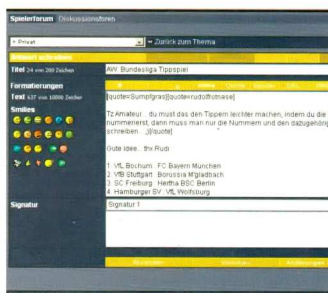 Spielerforum Diskussionsforen
+ Privat
Zurück zum Thema
Antwort schreiben
Titel 24 von 200 Zeichen
AW: Bundesliga Tippspiel
Formatierungen
Text 637 von 10000 Zeichen
[quote=Sumpfgras][quote=rudolfrotnase]
Smilies
Tz Amateur... du must das den Tippern leichter machen, indem du die
nummerierst, dann muss man nur die Nummern und den dazugehörig
schreiben. ..;)[/quote]
Gute Idee... thx Rudi
1. VfL Bochum : FC Bayern München
2. VfB Stuttgart : Borussia M'gladbach
3. SC Freiburg : Hertha BSC Berlin
4. Hamburger SV : VfL Wolfsburg
Signatur
Signatur 1